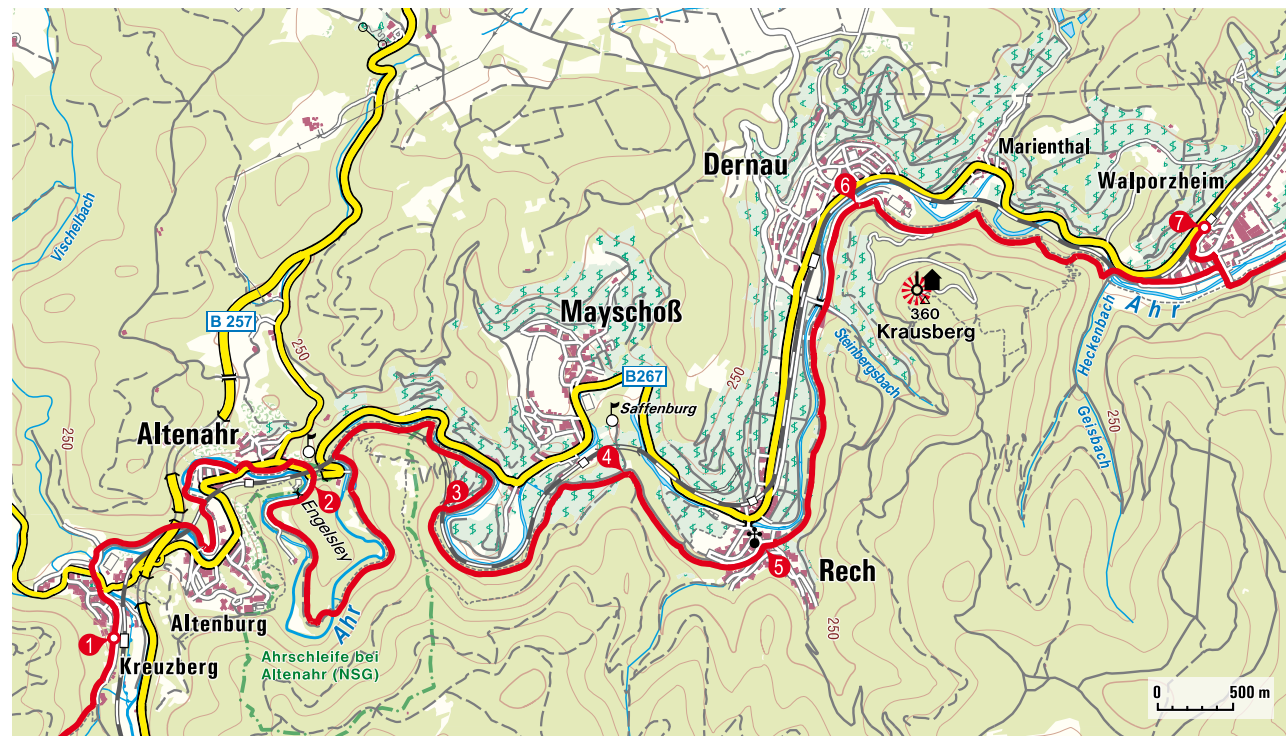 Vischelbach
B 257
250
Altenahr
250
Altenburg
Kreuzberg
1
2
Engelsley
Ahr
Ahrschleife bei
Altenahr (NSG)
Mayschoß
B267
Saffenburg
3
4
250
Dernau
6
Marienthal
Walporzheim
7
360
Krausberg
Steinbergsbach
Ahr
Heckenbach
Geisbach
250
5
Rech
250
0 500 m